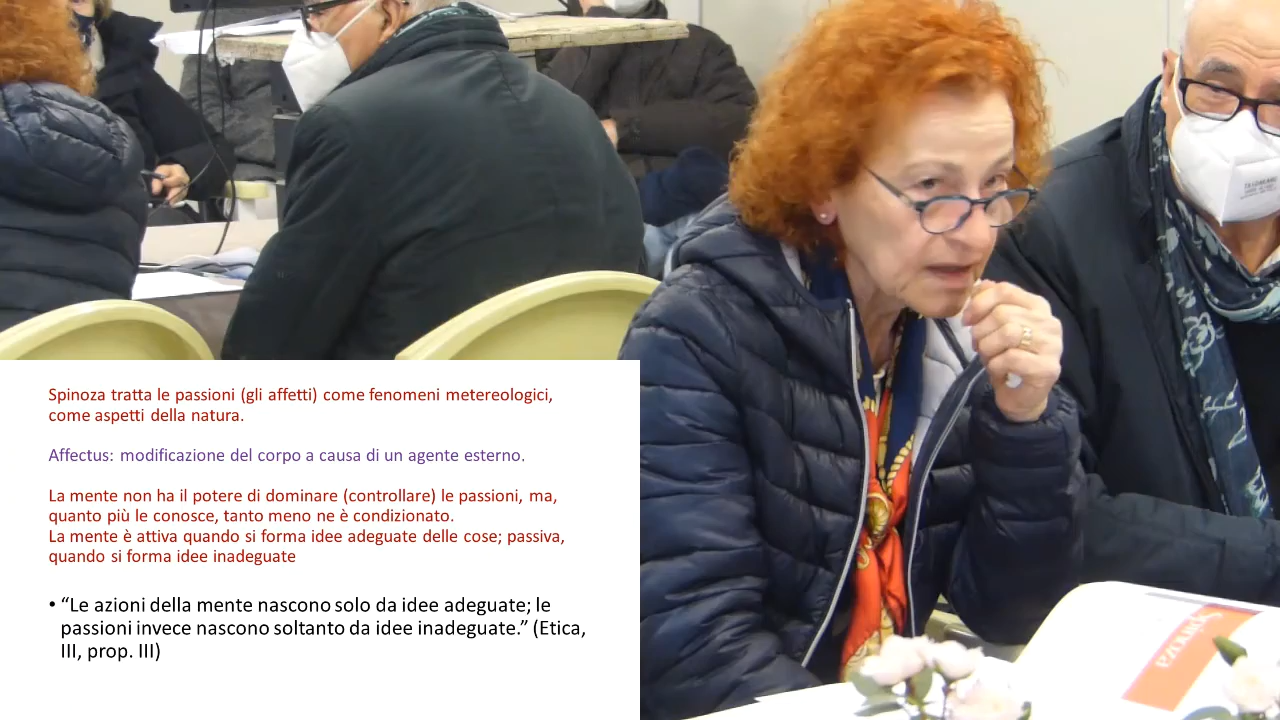 Spinoza tratta le passioni (gli affetti) come fenomeni metereologici,
come aspetti della natura.
Affectus: modificazione del corpo a causa di un agente esterno.
La mente non ha il potere di dominare (controllare) le passioni, ma,
quanto più le conosce, tanto meno ne è condizionato.
La mente è attiva quando si forma idee adeguate delle cose; passiva,
quando si forma idee inadeguate
• “Le azioni della mente nascono solo da idee adeguate; le
passioni invece nascono soltanto da idee inadeguate.” (Etica,
III, prop. III)
Spinoza